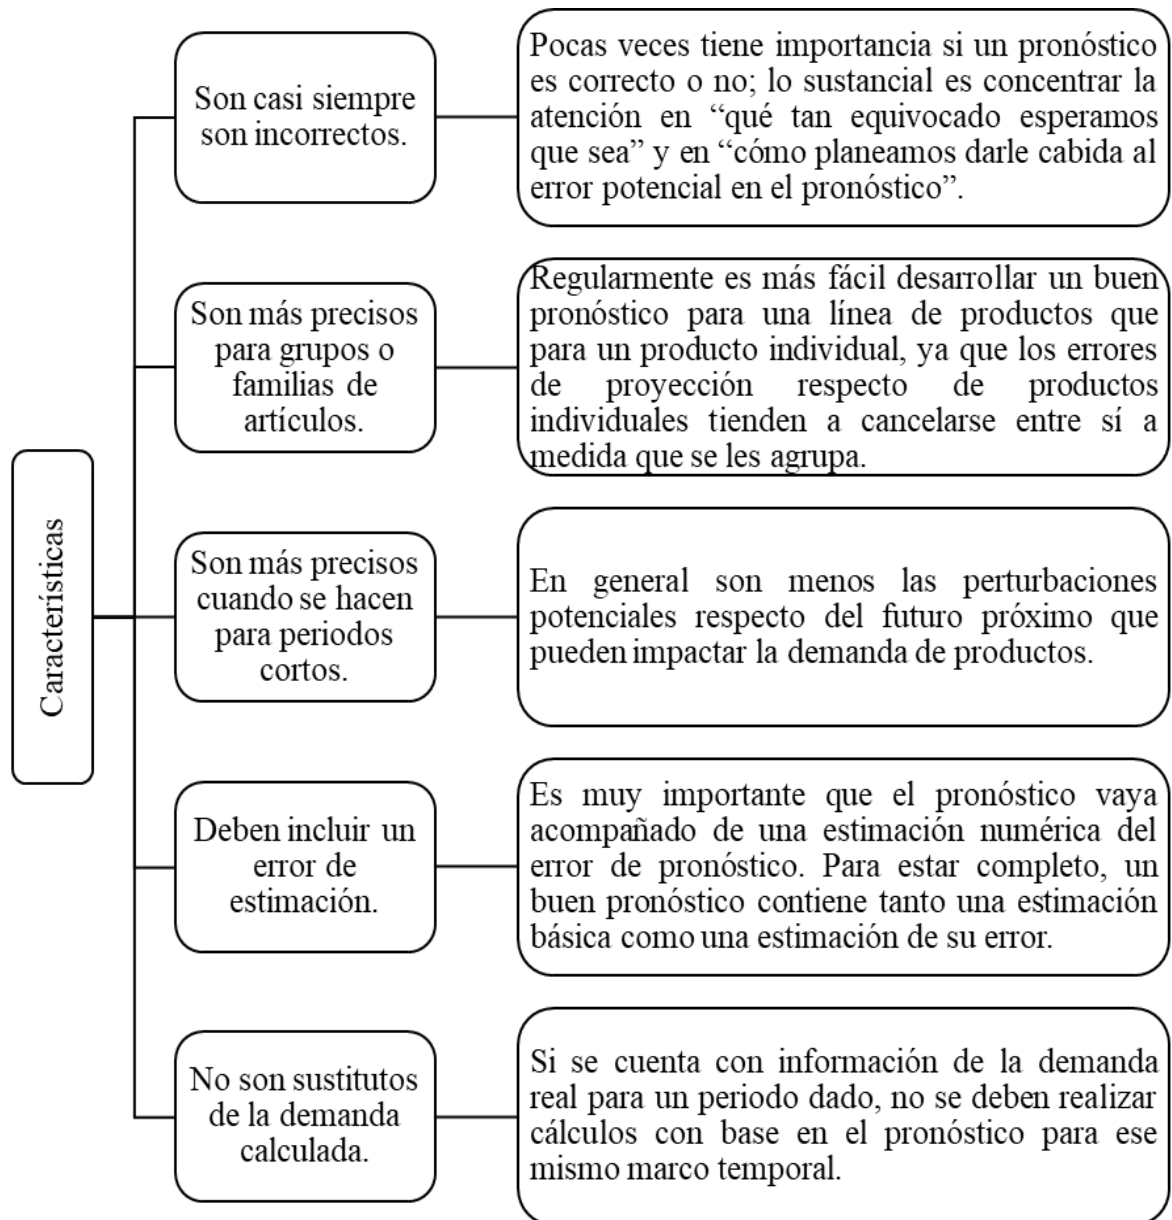 Características
Son casi siempre
son incorrectos.
Pocas veces tiene importancia si un pronóstico
es correcto o no; lo sustancial es concentrar la
atención en “qué tan equivocado esperamos
que sea” y en “cómo planeamos darle cabida al
error potencial en el pronóstico”.
Son más precisos
para grupos o
familias de
artículos.
Regularmente es más fácil desarrollar un buen
pronóstico para una línea de productos que
para un producto individual, ya que los errores
de proyección respecto de productos
individuales tienden a cancelarse entre sí a
medida que se les agrupa.
Son más precisos
cuando se hacen
para periodos
cortos.
En general son menos las perturbaciones
potenciales respecto del futuro próximo que
pueden impactar la demanda de productos.
Deben incluir un
error de
estimación.
Es muy importante que el pronóstico vaya
acompañado de una estimación numérica del
error de pronóstico. Para estar completo, un
buen pronóstico contiene tanto una estimación
básica como una estimación de su error.
No son sustitutos
de la demanda
calculada.
Si se cuenta con información de la demanda
real para un periodo dado, no se deben realizar
cálculos con base en el pronóstico para ese
mismo marco temporal.